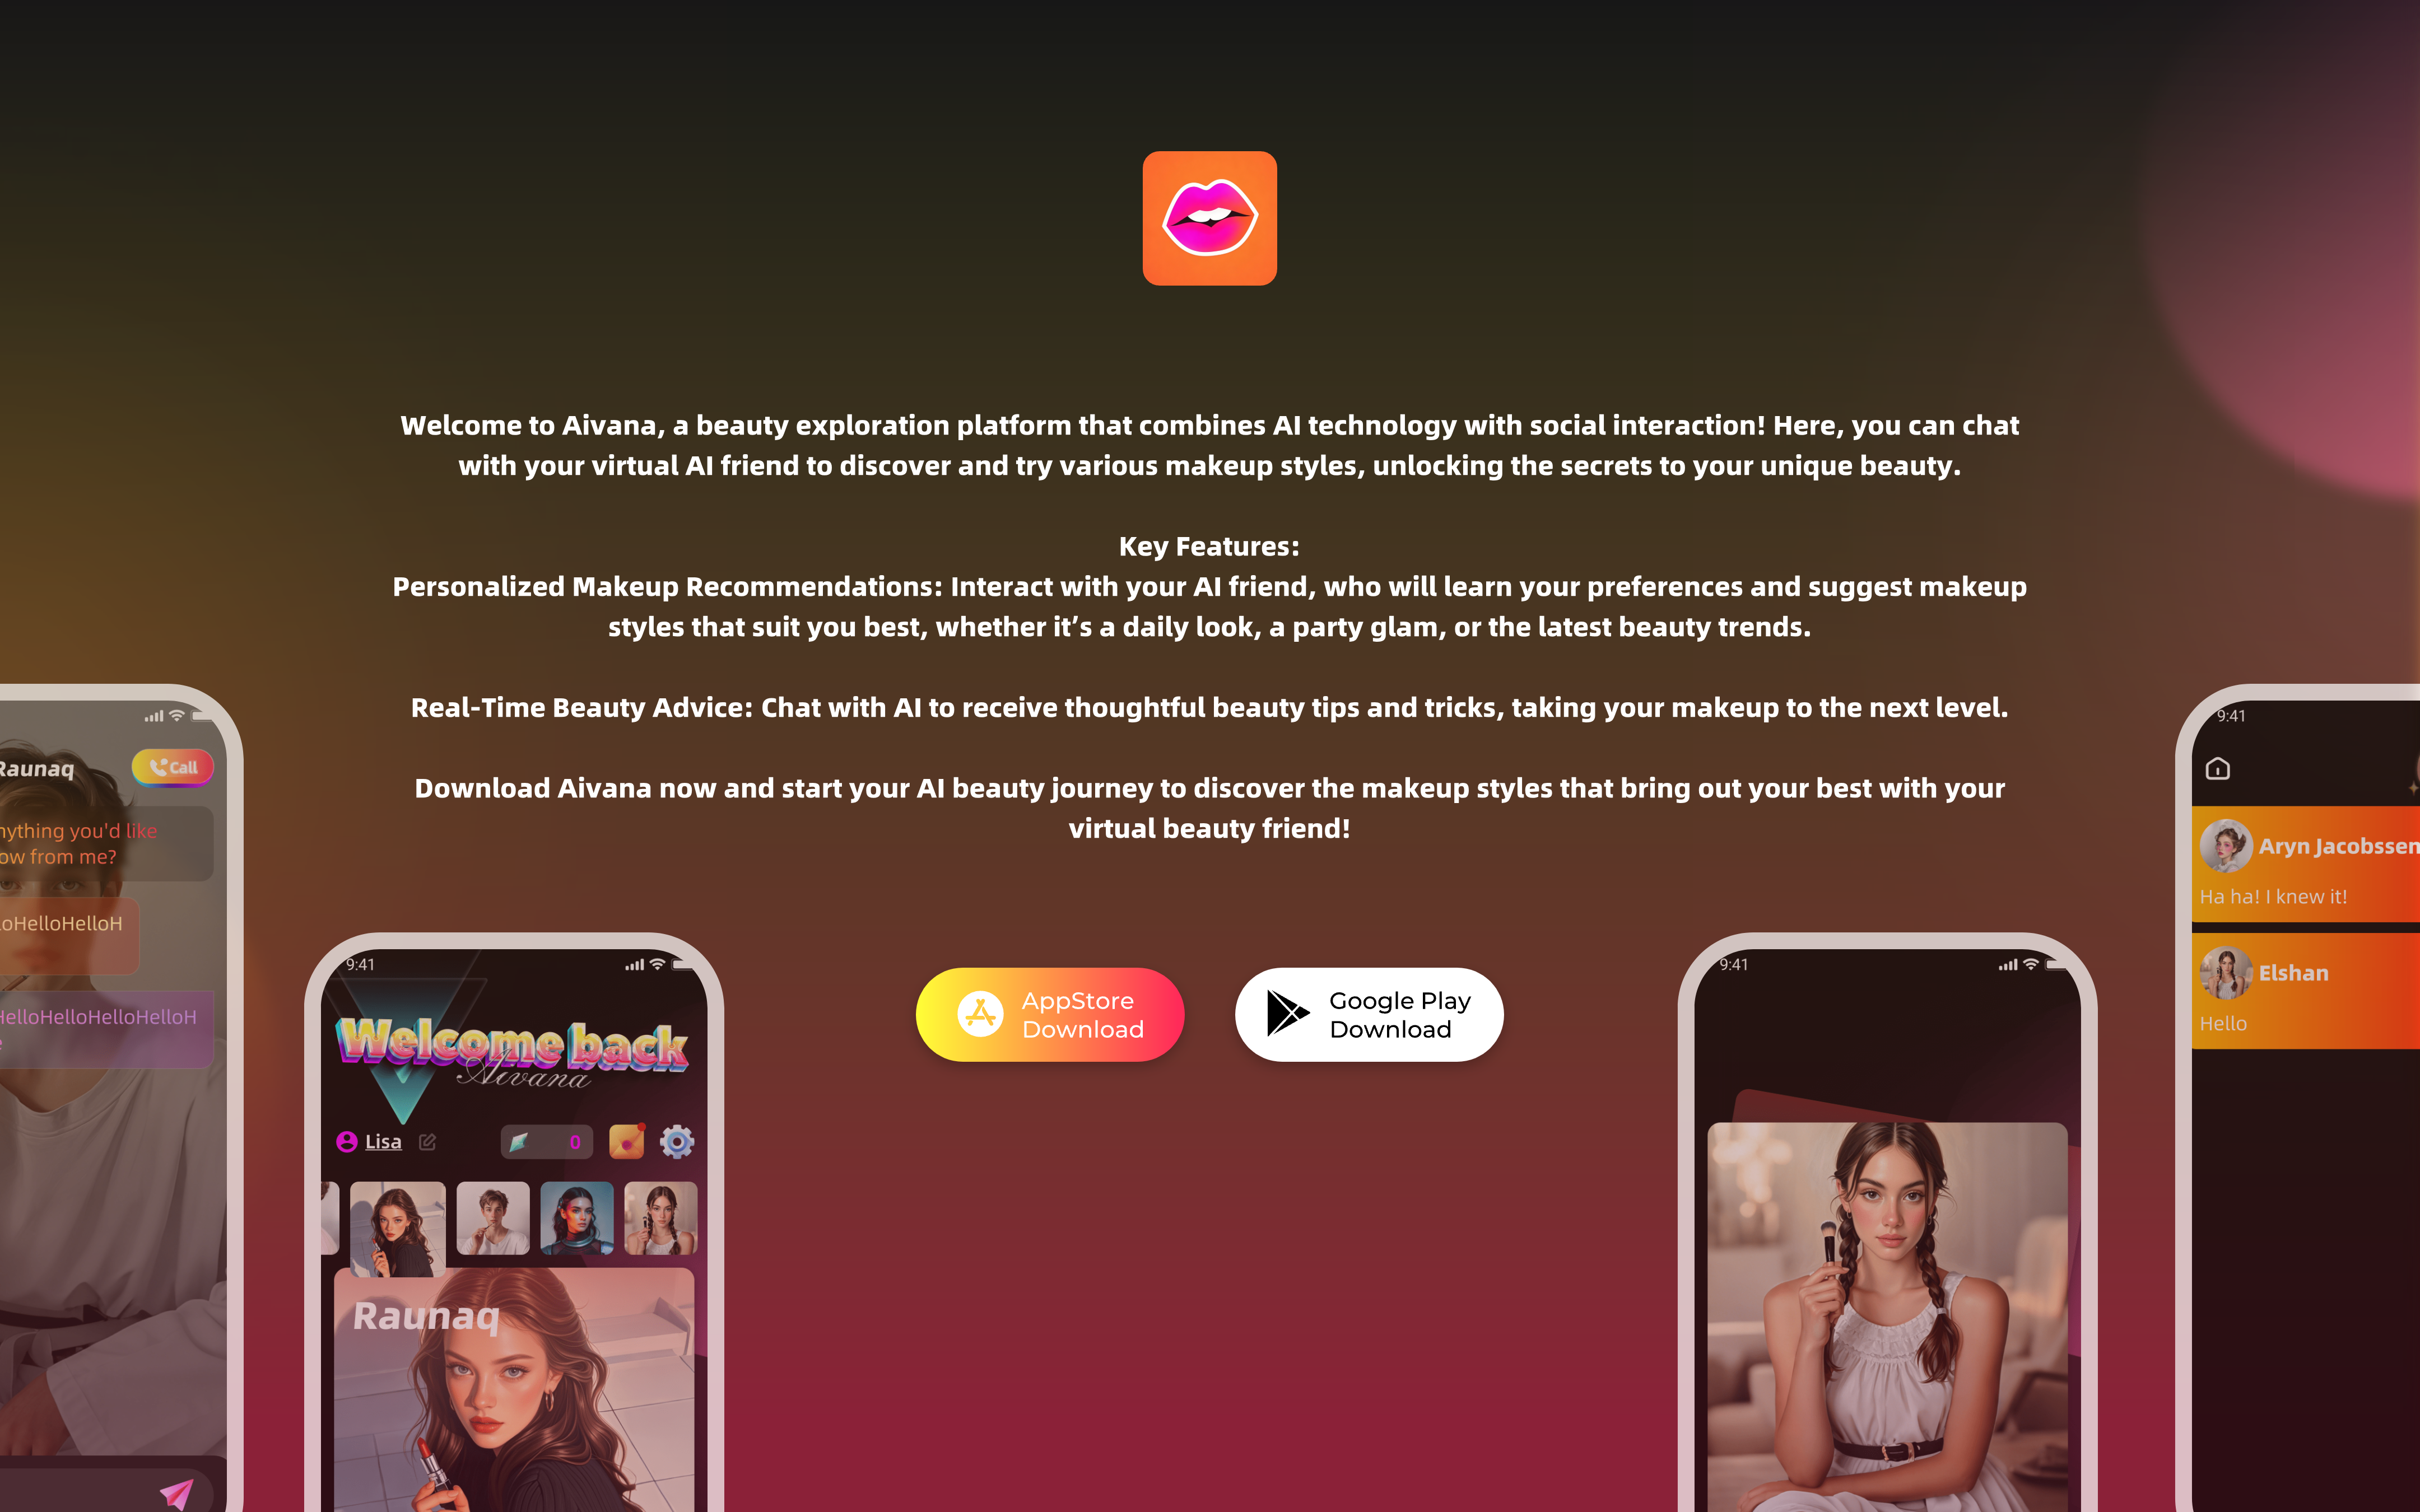 Welcome to Aivana, a beauty exploration platform that combines AI technology with social interaction! Here, you can chat
with your virtual AI friend to discover and try various makeup styles, unlocking the secrets to your unique beauty.
Key Features:
Personalized Makeup Recommendations: Interact with your AI friend, who will learn your preferences and suggest makeup
styles that suit you best, whether it’s a daily look, a party glam, or the latest beauty trends.
Real-Time Beauty Advice: Chat with AI to receive thoughtful beauty tips and tricks, taking your makeup to the next level.
Download Aivana now and start your AI beauty journey to discover the makeup styles that bring out your best with your
virtual beauty friend!
AppStore
Download
Google Play
Download
Raunaq
Call
nything you'd like
ow from me?
loHelloHelloH
HelloHelloHelloHelloH
e
9:41
Welcome back
Aivana
Lisa
0
Raunaq
9:41
9:41
Aryn Jacobssen
Ha ha! I knew it!
Elshan
Hello